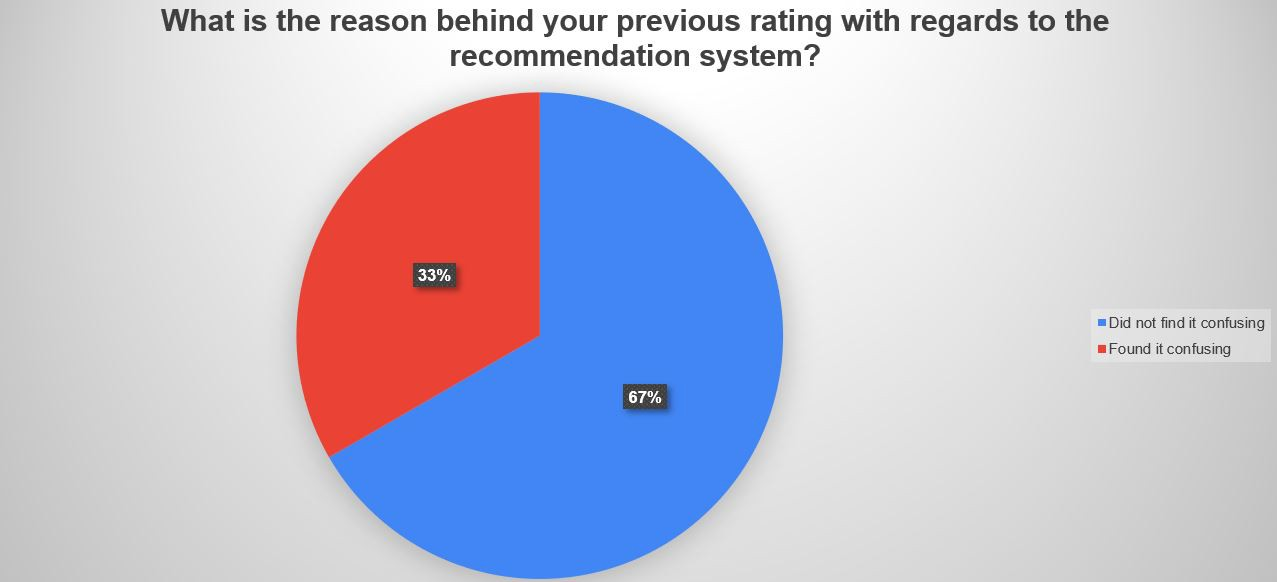 What is the reason behind your previous rating with regards to the
recommendation system?
33%
67%
Did not find it confusing
Found it confusing